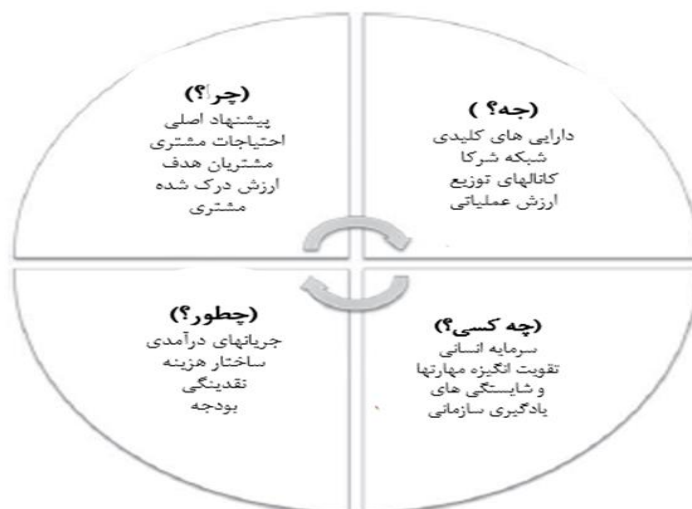 (چرا؟)
پیشنهاد اصلی
احتیاجات مشتری
مشتریان هدف
ارزش درک شده
مشتری
(جه؟ )
دارایی های کلیدی
شبکه شرکا
کانالهای توزیع
ارزش عملیاتی
(چطور؟)
جریانهای درآمدی
ساختار هزینه
نقدینگی
بودجه
(چه کسی؟)
سرمایه انسانی
تقویت انگیزه مهارتها
و شایستگی های
یادگیری سازمانی